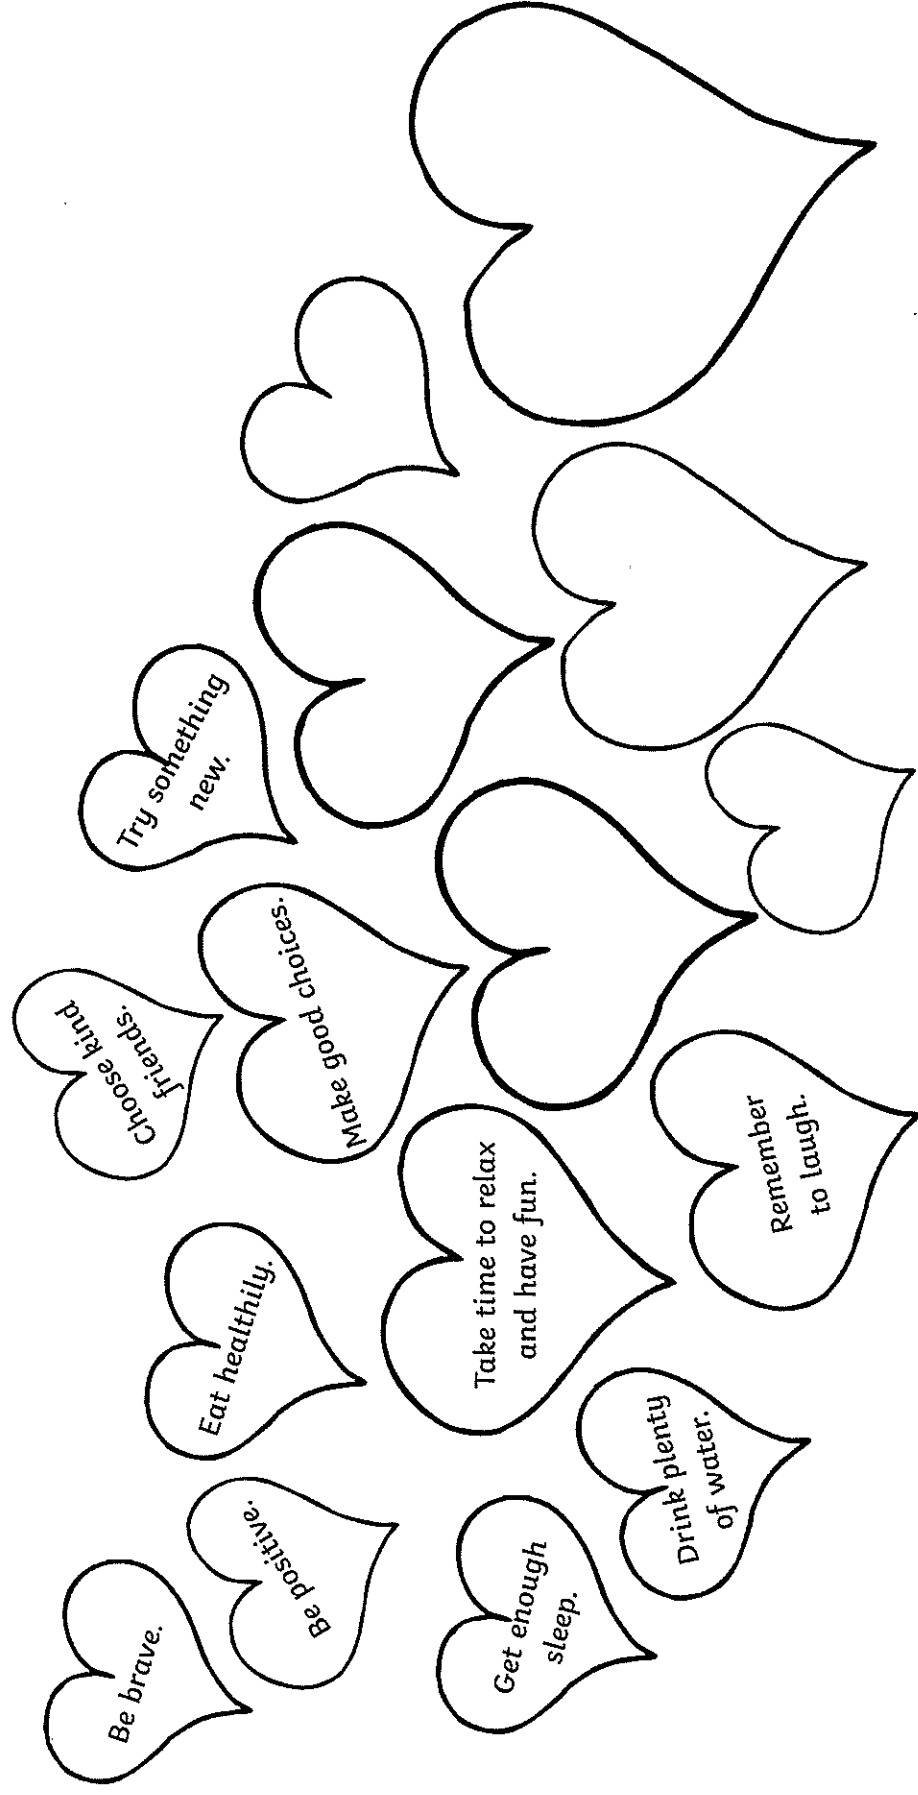 Be brave.
Be positive.
Eat healthily.
Choose kind
friends.
Make good choices.
Try something
new.
Get enough
sleep.
Take time to relax
and have fun.
Drink plenty
of water.
Remember
to laugh.